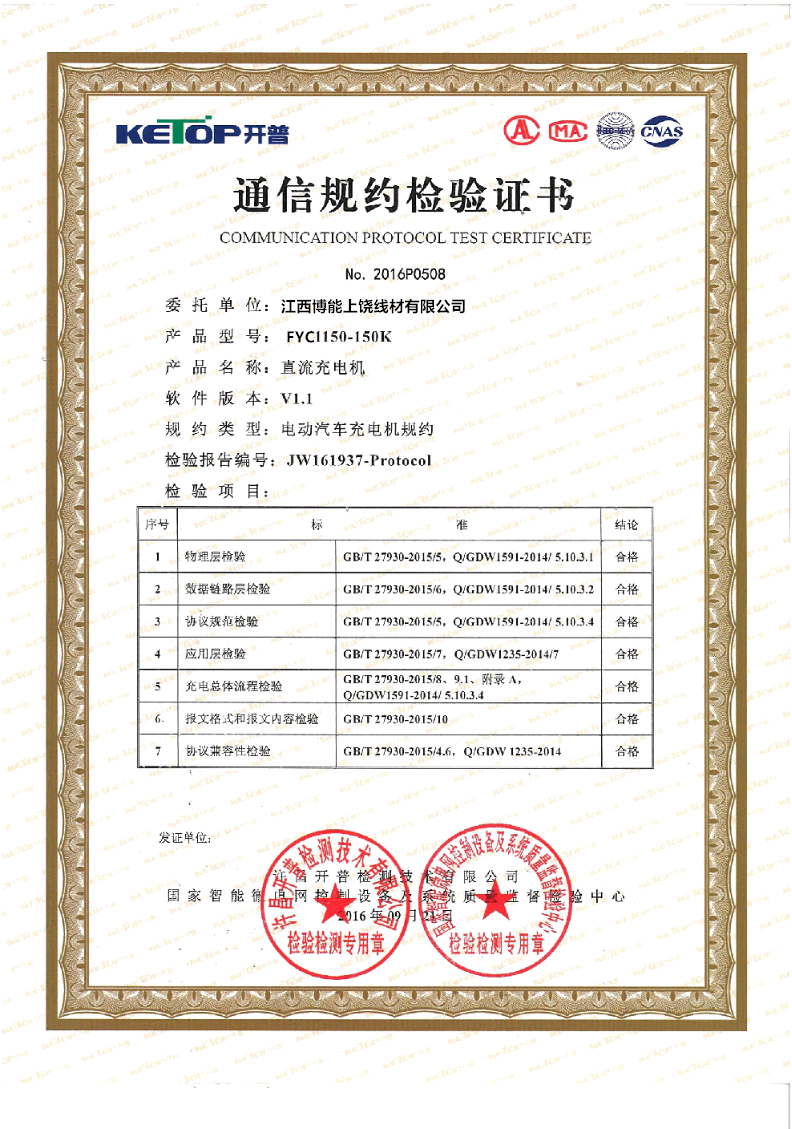 KETOP开普
AL
MA
ilac-MRA
CNAS
通信规约检验证书
COMMUNICATION PROTOCOL TEST CERTIFICATE
No. 2016P0508
委托单位：江西博能上饶线材有限公司
产品型号：FYC1150-150K
产品名称：直流充电机
软件版本：V1.1
规约类型：电动汽车充电机规约
检验报告编号：JW161937-Protocol
检验项目：
序号 标 准 结论
1 物理层检验 GB/T 27930-2015/5，Q/GDW1591-2014/ 5.10.3.1 合格
2 数据链路层检验 GB/T 27930-2015/6，Q/GDW1591-2014/ 5.10.3.2 合格
3 协议规范检验 GB/T 27930-2015/5，Q/GDW1591-2014/ 5.10.3.4 合格
4 应用层检验 GB/T 27930-2015/7，Q/GDW1235-2014/7 合格
5 充电总体流程检验 GB/T 27930-2015/8、9.1、附录 A，
Q/GDW1591-2014/ 5.10.3.4 合格
6 报文格式和报文内容检验 GB/T 27930-2015/10 合格
7 协议兼容性检验 GB/T 27930-2015/4.6，Q/GDW 1235-2014 合格
发证单位：
许昌开普检测技术有限公司
国家智能微电网控制设备及系统质量监督检验中心
2016 年 09 月 21 日
许昌开普检测技术有限公司
检验检测专用章
国家智能微电网控制设备及系统质量监督检验中心
检验检测专用章